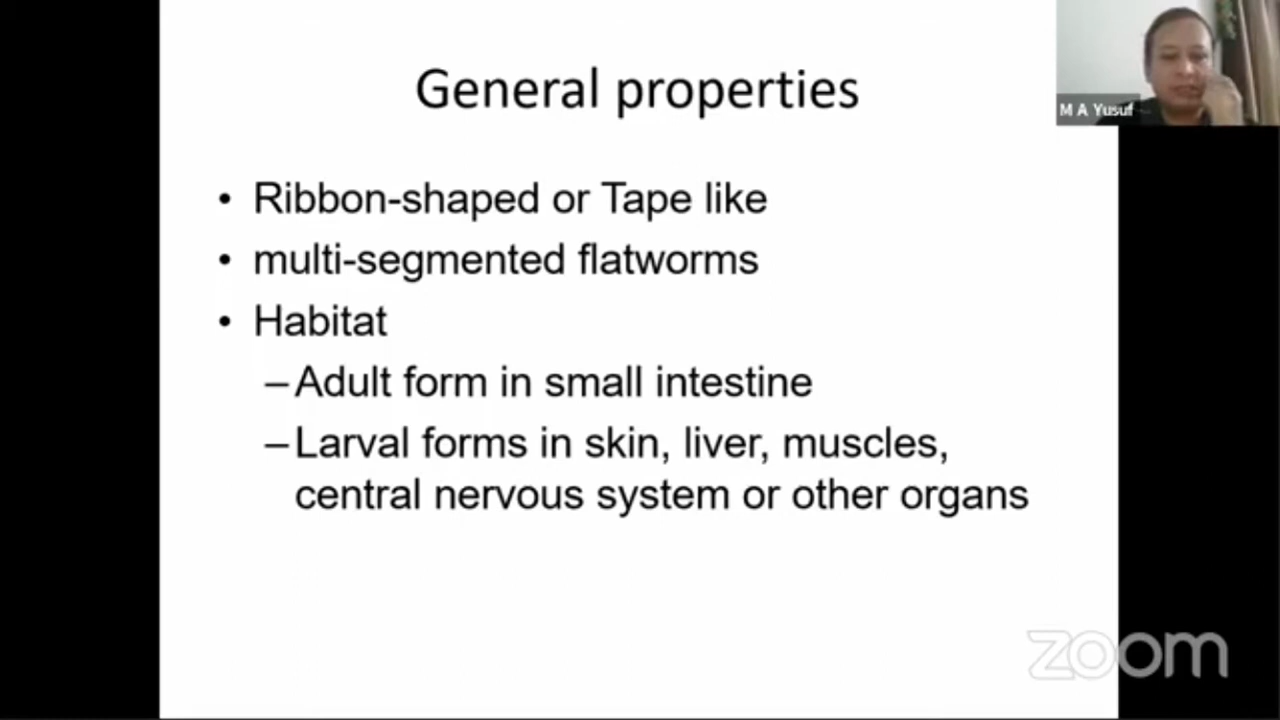 General properties
M A Yusuf
• Ribbon-shaped or Tape like
• multi-segmented flatworms
• Habitat
–Adult form in small intestine
–Larval forms in skin, liver, muscles,
central nervous system or other organs
zoom